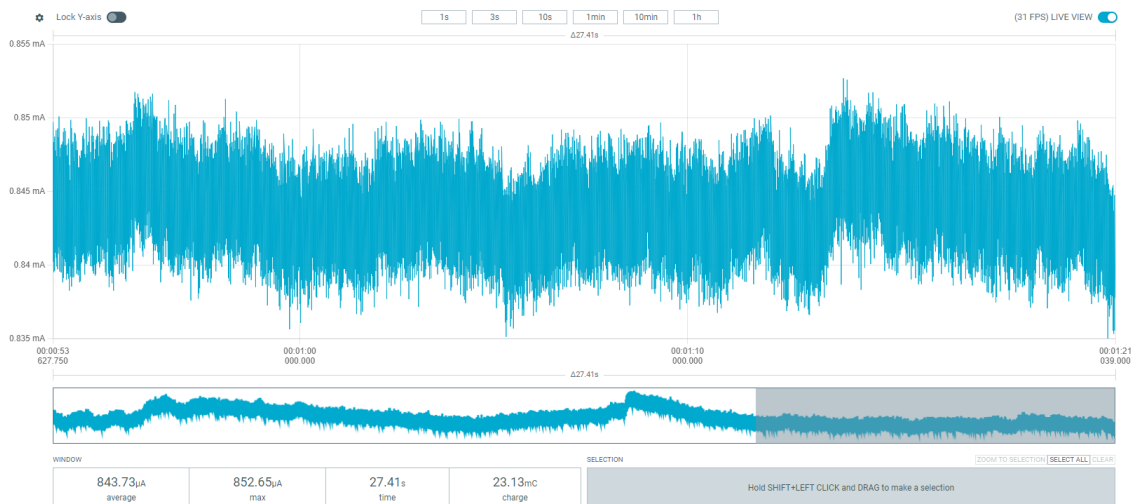 Lock Y-axis
1s 3s 10s 1min 10min 1h
(31 FPS) LIVE VIEW
Δ27.41s
0.855 mA
0.85 mA
0.845 mA
0.84 mA
0.835 mA
00:00:53 00:01:00 00:01:10 00:01:21
627.750 000.000 000.000 039.000
Δ27.41s
WINDOW
843.73μA 852.65μA 27.41s 23.13mC
average max time charge
SELECTION
ZOOM TO SELECTION SELECT ALL CLEAR
Hold SHIFT+LEFT CLICK and DRAG to make a selection